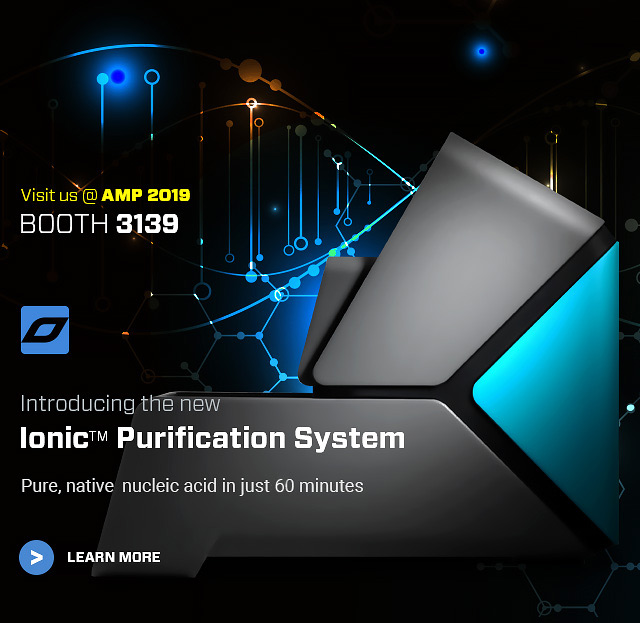 Visit us @ AMP 2019
BOOTH 3139
Introducing the new
Ionic™ Purification System
Pure, native nucleic acid in just 60 minutes
> LEARN MORE